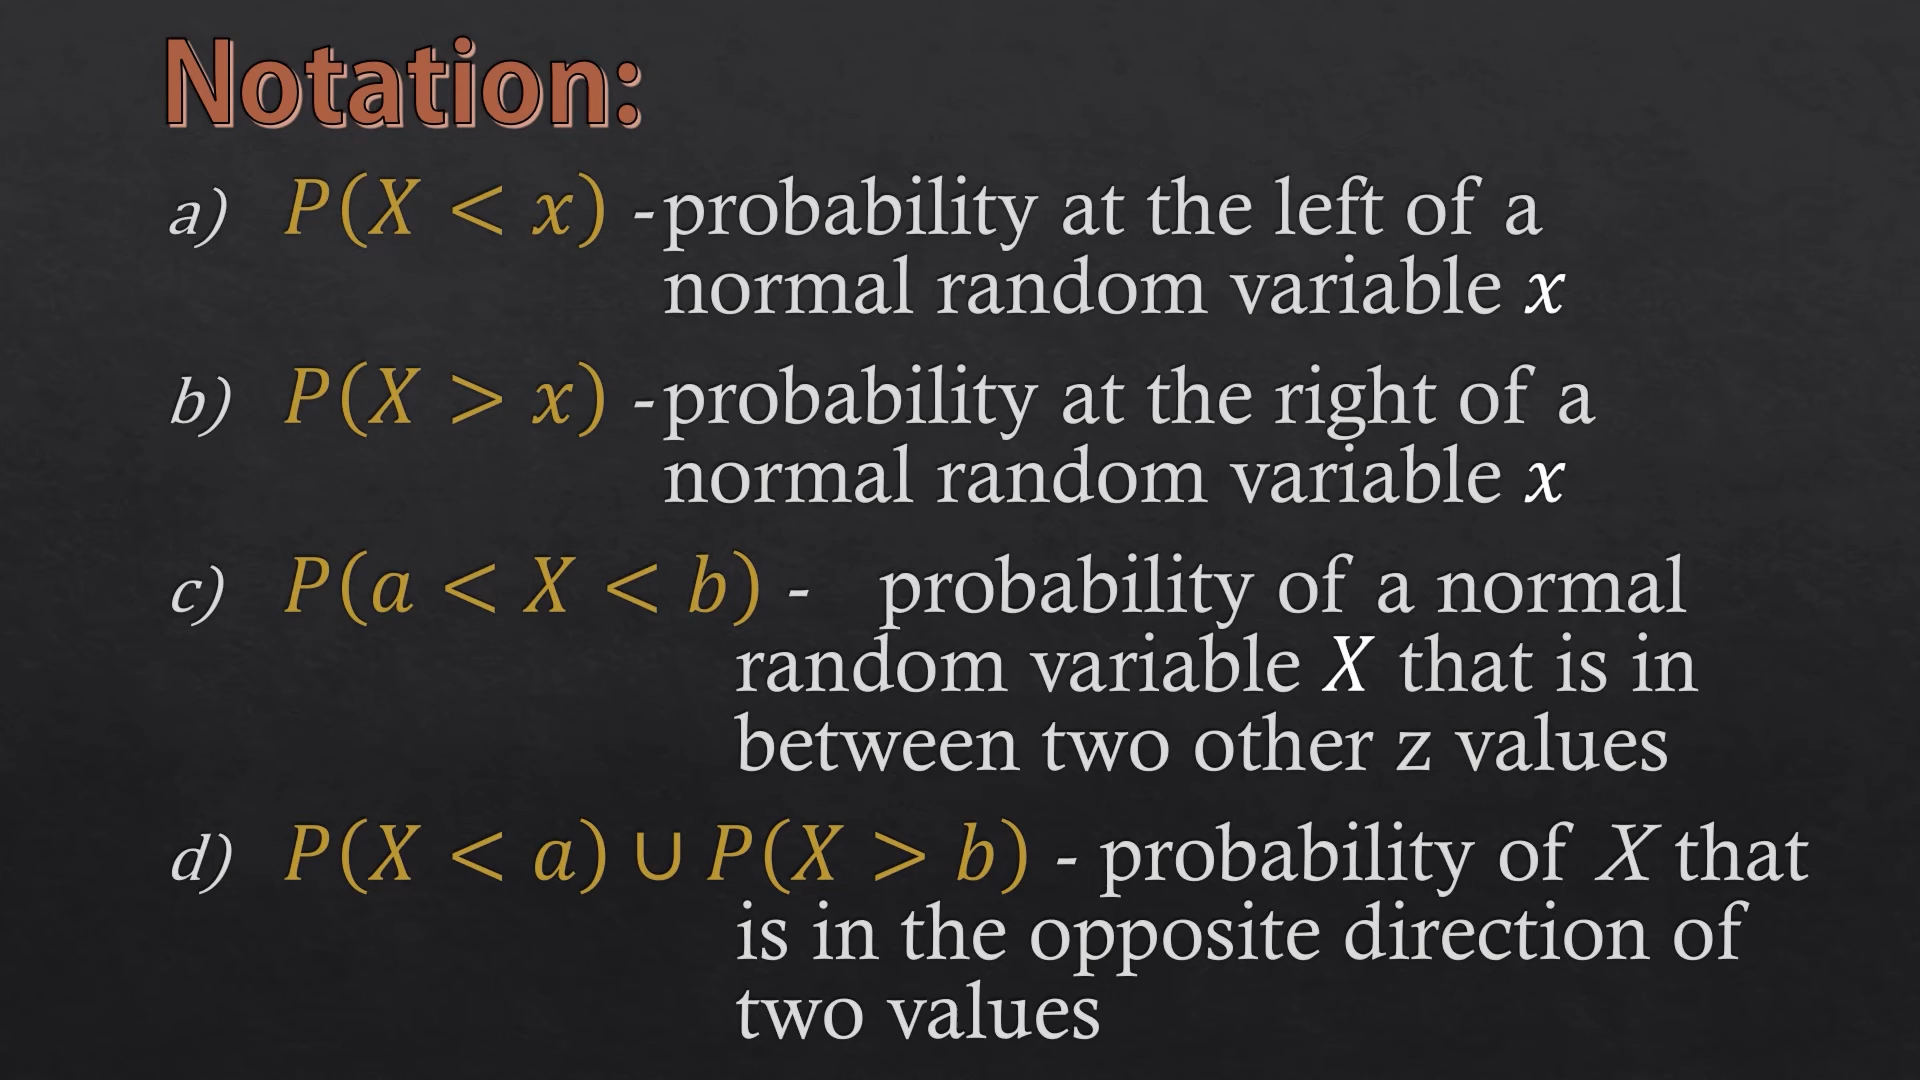 Notation:
a) P(X < x) -probability at the left of a
normal random variable x
b) P(X > x) -probability at the right of a
normal random variable x
c) P(a < X < b) - probability of a normal
random variable X that is in
between two other z values
d) P(X < a) ∪ P(X > b) - probability of X that
is in the opposite direction of
two values